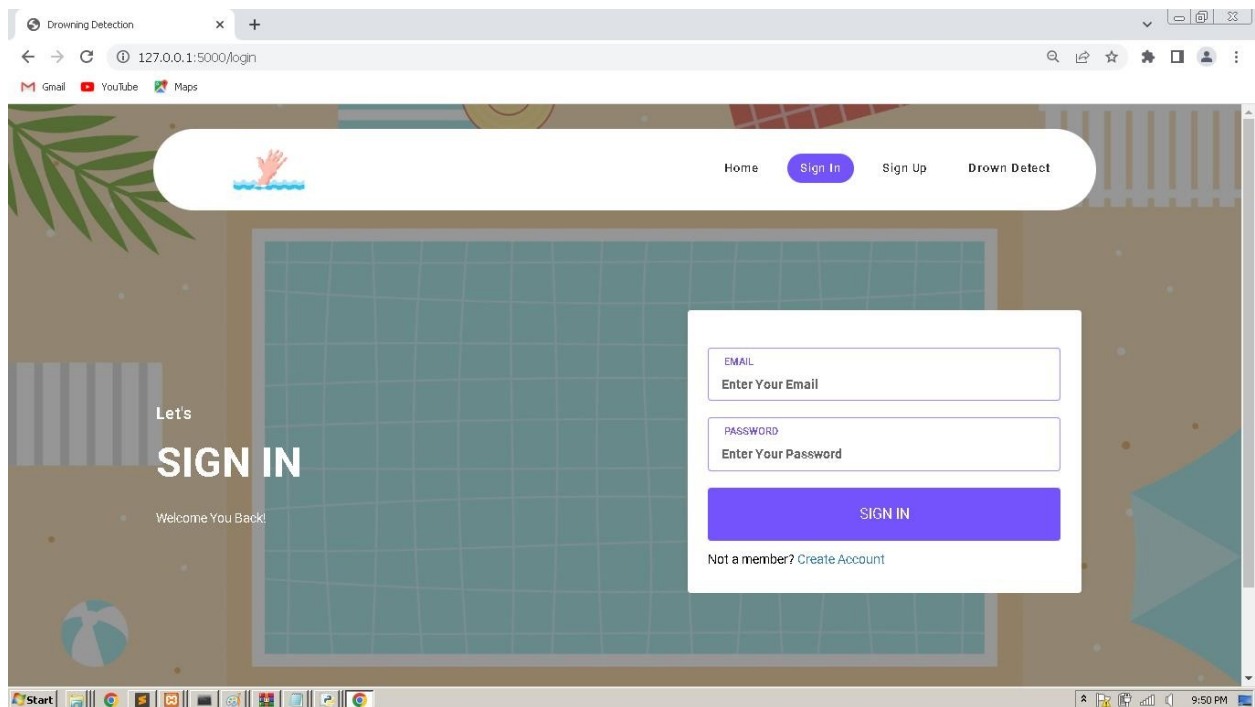 Drowning Detection
127.0.0.1:5000/login
Gmail YouTube Maps
Home Sign In Sign Up Drown Detect
Let's
SIGN IN
Welcome You Back!
EMAIL
Enter Your Email
PASSWORD
Enter Your Password
SIGN IN
Not a member? Create Account
Start 9:50 PM